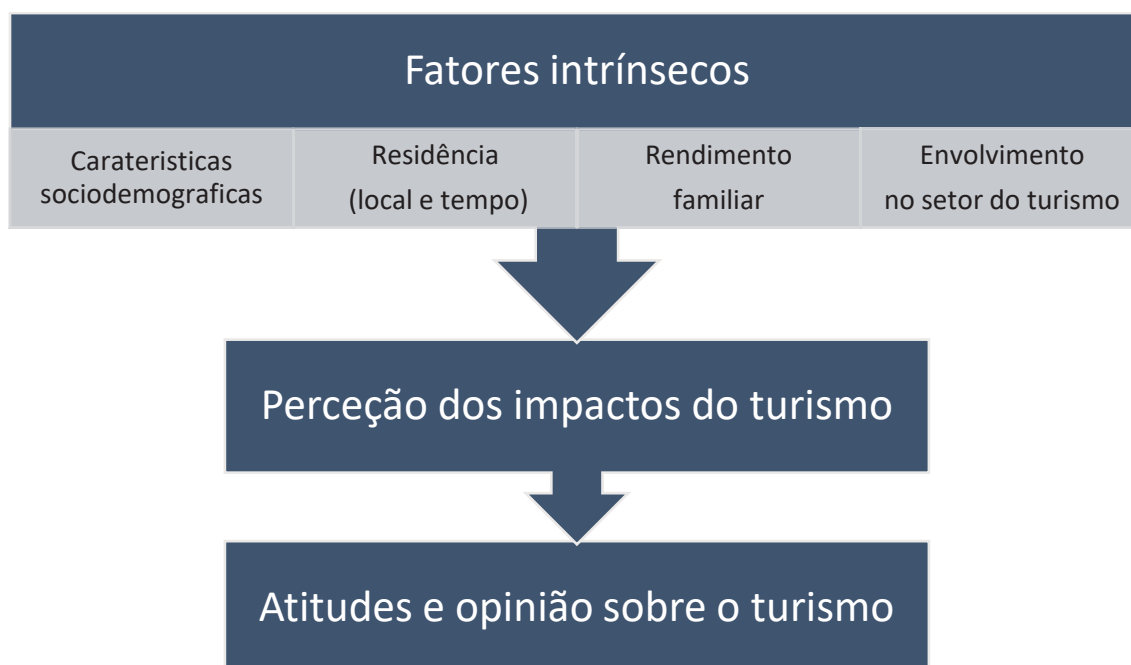 Fatores intrínsecos
Carateristicas
sociodemograficas
Residência
(local e tempo)
Rendimento
familiar
Envolvimento
no setor do turismo
Perceção dos impactos do turismo
Atitudes e opinião sobre o turismo